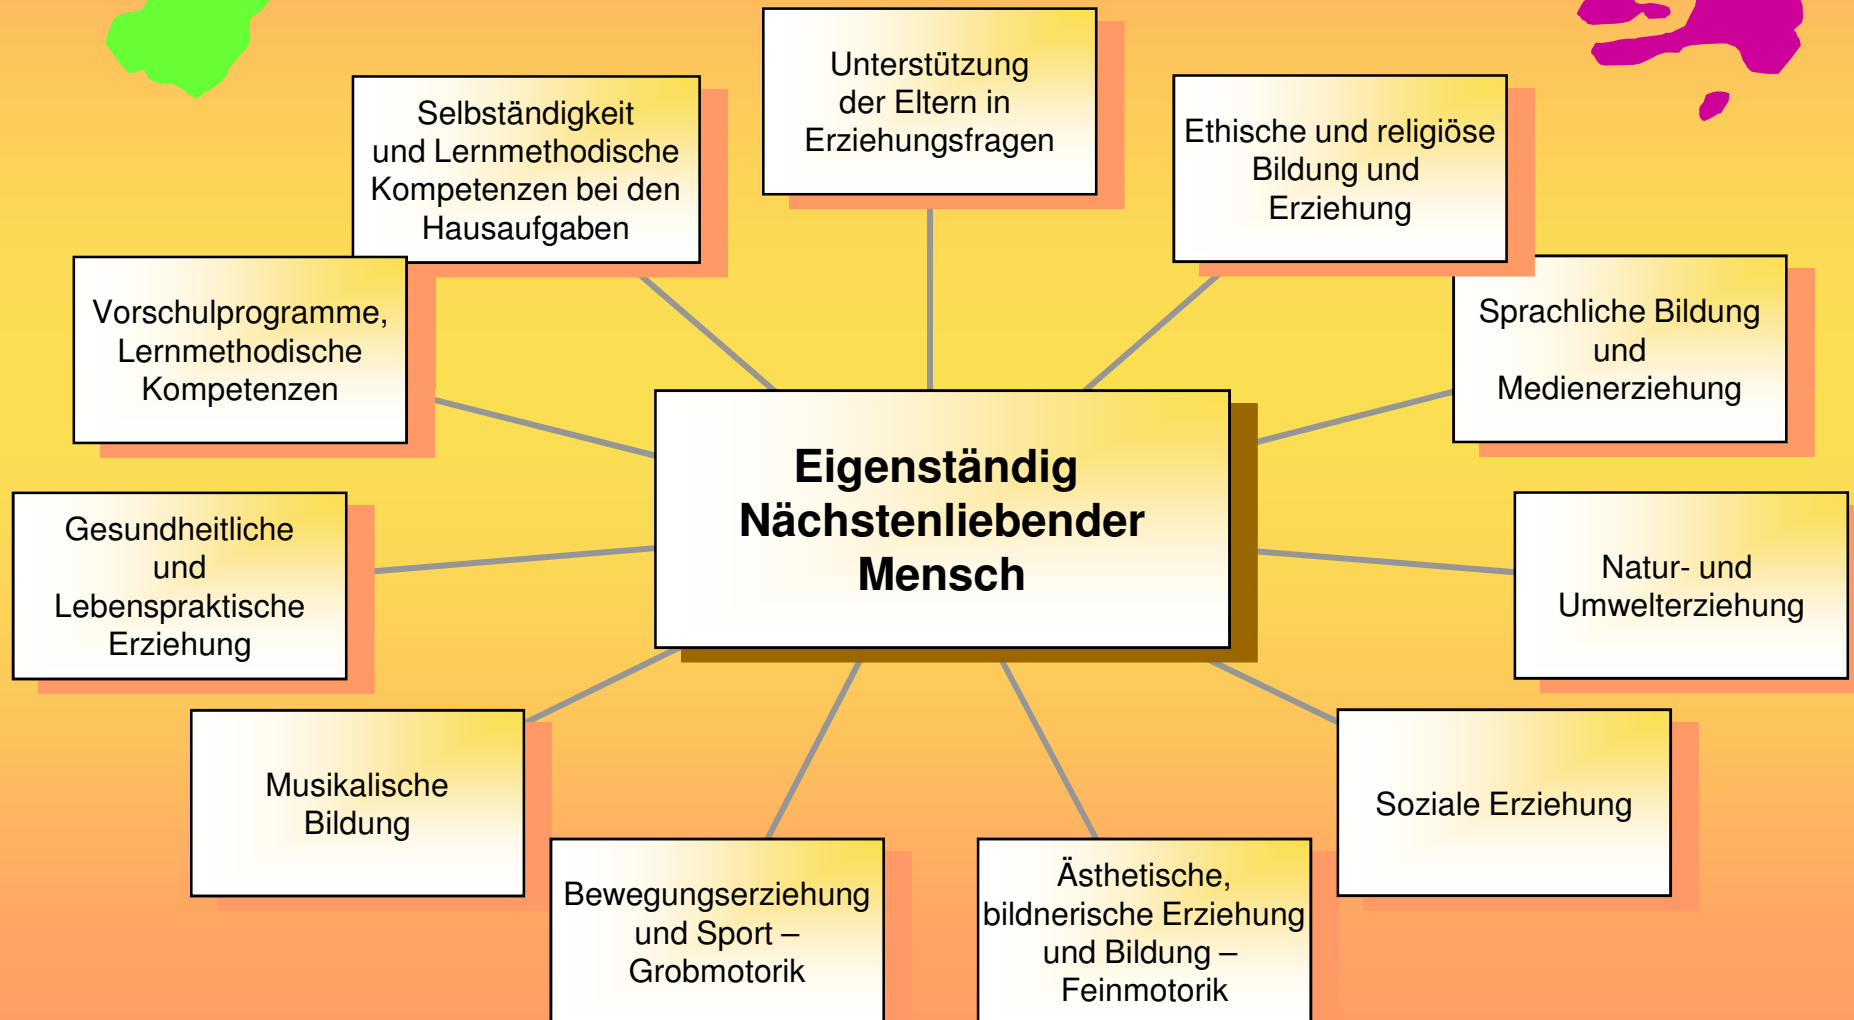 Unterstützung
der Eltern in
Erziehungsfragen
Selbständigkeit
und Lernmethodische
Kompetenzen bei den
Hausaufgaben
Ethische und religiöse
Bildung und
Erziehung
Vorschulprogramme,
Lernmethodische
Kompetenzen
Sprachliche Bildung
und
Medienerziehung
Eigenständig
Nächstenliebender
Mensch
Gesundheitliche
und
Lebenspraktische
Erziehung
Natur- und
Umwelterziehung
Musikalische
Bildung
Soziale Erziehung
Bewegungserziehung
und Sport –
Grobmotorik
Ästhetische,
bildnerische Erziehung
und Bildung –
Feinmotorik